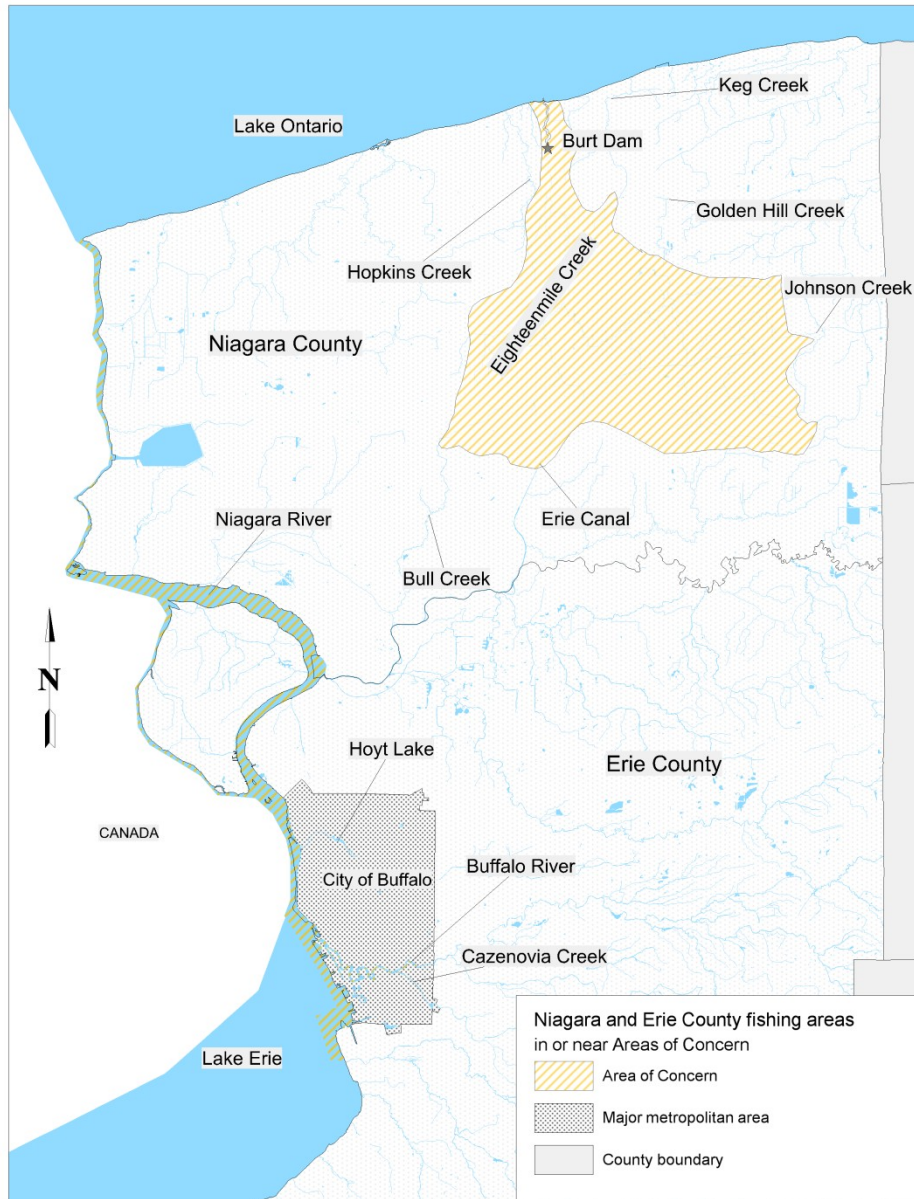 Keg Creek
Lake Ontario
Burt Dam
Golden Hill Creek
Hopkins Creek
Eighteenmile Creek
Johnson Creek
Niagara County
Niagara River
Erie Canal
Bull Creek
N
Hoyt Lake
Erie County
CANADA
City of Buffalo
Buffalo River
Cazenovia Creek
Lake Erie
Niagara and Erie County fishing areas
in or near Areas of Concern
Area of Concern
Major metropolitan area
County boundary